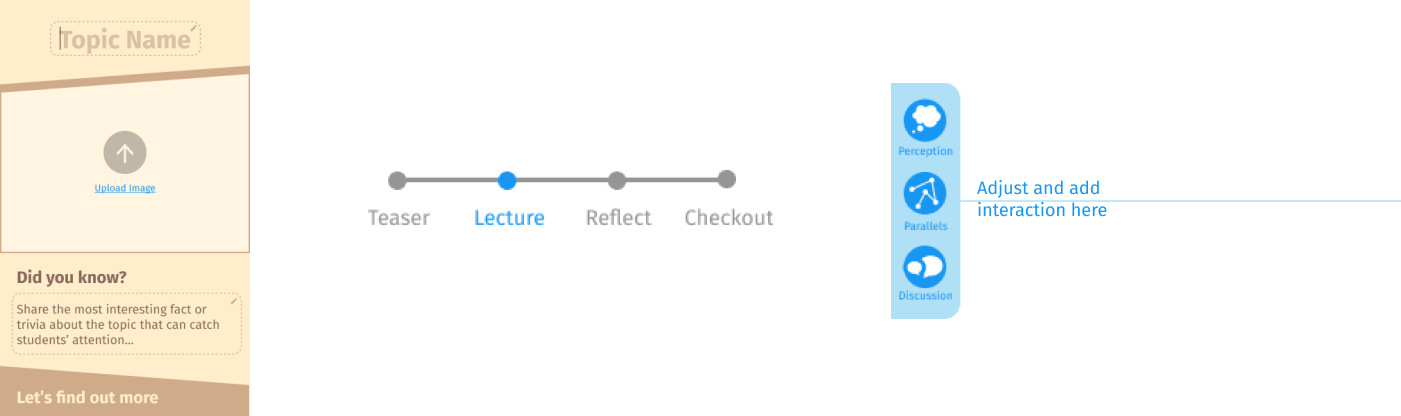 Topic Name
Upload Image
Did you know?
Share the most interesting fact or
trivia about the topic that can catch
students’ attention...
Let’s find out more
Teaser
Lecture
Reflect
Checkout
Perception
Parallels
Discussion
Adjust and add
interaction here